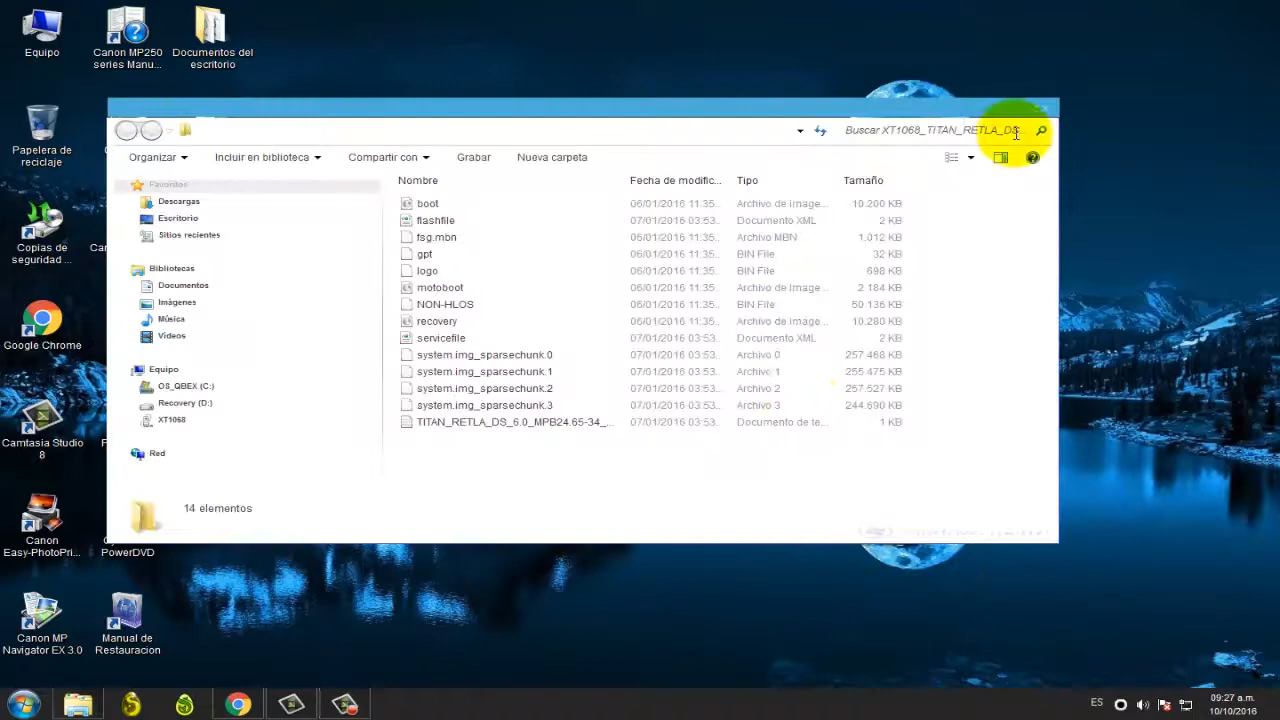 Equipo
Canon MP250
series Manu...
Documentos del
escritorio
Papelera de
reciclaje
Copias de
seguridad ...
Google Chrome
Camtasia Studio
8
Canon
Easy-PhotoPri...
PowerDVD
Canon MP
Navigator EX 3.0
Manual de
Restauracion
Buscar XT1068_TITAN_RETLA_DS...
Organizar
Incluir en biblioteca
Compartir con
Grabar
Nueva carpeta
Favoritos
Descargas
Escritorio
Sitios recientes
Bibliotecas
Documentos
Imágenes
Música
Vídeos
Equipo
OS_QBEX (C:)
Recovery (D:)
XT1068
Red
Nombre Fecha de modific... Tipo Tamaño
boot 06/01/2016 11:35.. Archivo de image... 10.200 KB
flashfile 07/01/2016 03:53.. Documento XML 2 KB
fsg.mbn 06/01/2016 11:35.. Archivo MBN 1.012 KB
gpt 06/01/2016 11:35.. BIN File 32 KB
logo 06/01/2016 11:35.. BIN File 698 KB
motoboot 06/01/2016 11:35.. Archivo de image... 2 184 KB
NON-HLOS 06/01/2016 11:35.. BIN File 50 136 KB
recovery 06/01/2016 11:35.. Archivo de image... 10.280 KB
servicefile 07/01/2016 03:53.. Documento XML 2 KB
system.img_sparsechunk.0 07/01/2016 03:53.. Archivo 0 257 468 KB
system.img_sparsechunk.1 07/01/2016 03:53.. Archivo 1 255.475 KB
system.img_sparsechunk.2 07/01/2016 03:53.. Archivo 2 257.527 KB
system.img_sparsechunk.3 07/01/2016 03:53.. Archivo 3 244.690 KB
TITAN_RETLA_DS_6.0_MPB24.65-34_... 07/01/2016 03:53.. Documento de te... 1 KB
14 elementos
ES
09:27 a.m.
10/10/2016